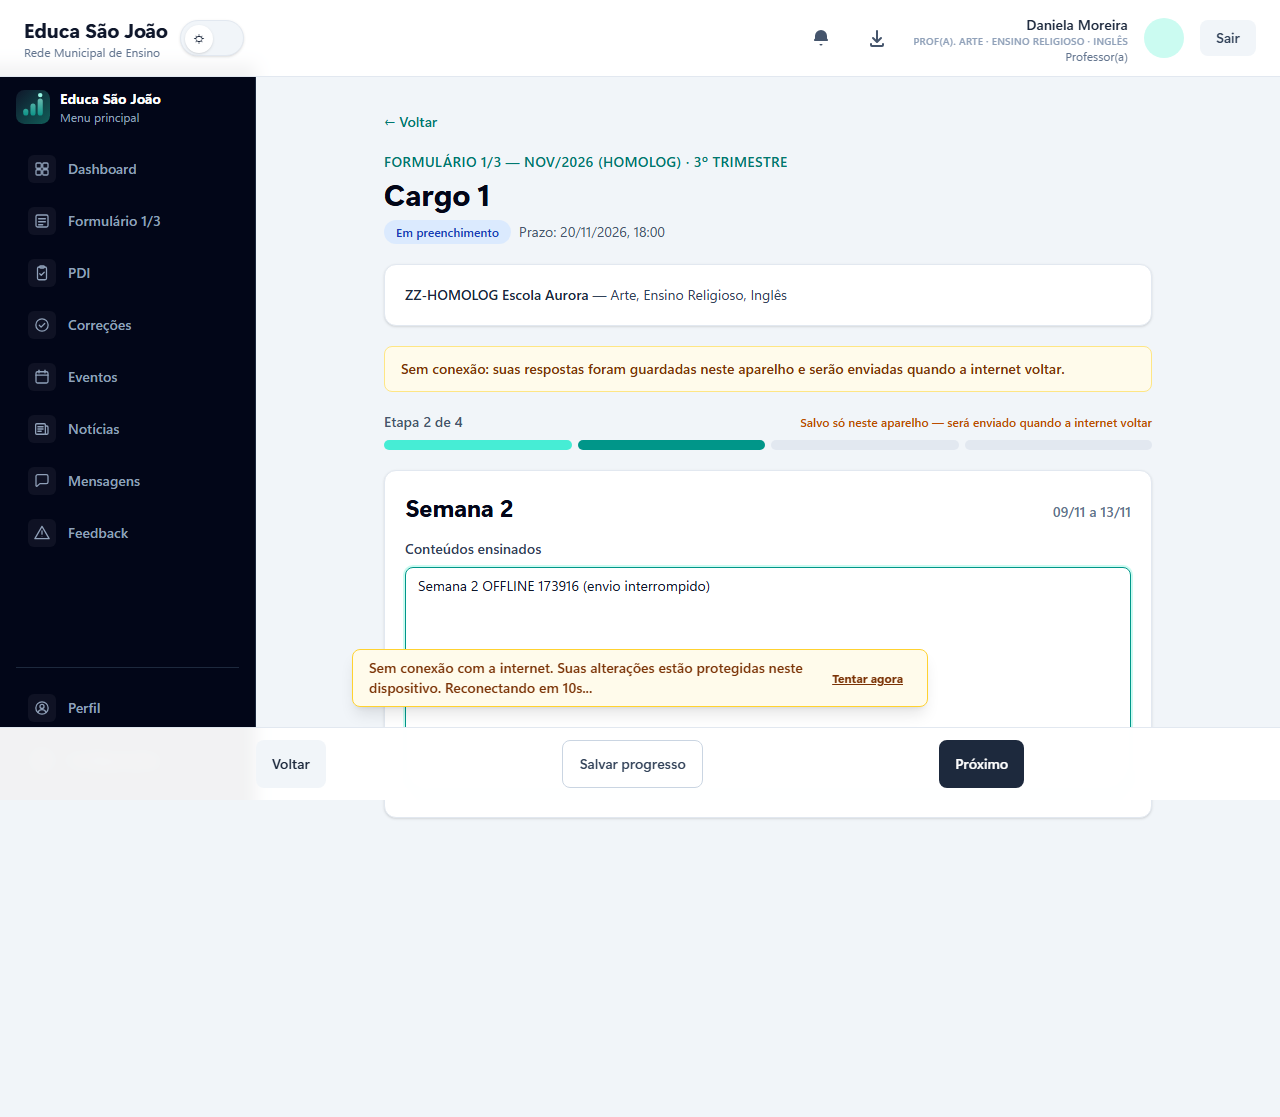 Educa São João
Rede Municipal de Ensino
Daniela Moreira
PROF(A). ARTE · ENSINO RELIGIOSO · INGLÊS
Professor(a)
Sair
Educa São João
Menu principal
Dashboard
Formulário 1/3
PDI
Correções
Eventos
Notícias
Mensagens
Feedback
Perfil
← Voltar
FORMULÁRIO 1/3 — NOV/2026 (HOMOLOG) · 3º TRIMESTRE
Cargo 1
Em preenchimento
Prazo: 20/11/2026, 18:00
ZZ-HOMOLOG Escola Aurora — Arte, Ensino Religioso, Inglês
Sem conexão: suas respostas foram guardadas neste aparelho e serão enviadas quando a internet voltar.
Etapa 2 de 4
Salvo só neste aparelho — será enviado quando a internet voltar
Semana 2
09/11 a 13/11
Conteúdos ensinados
Semana 2 OFFLINE 173916 (envio interrompido)
Sem conexão com a internet. Suas alterações estão protegidas neste
dispositivo. Reconectando em 10s...
Tentar agora
Voltar
Salvar progresso
Próximo